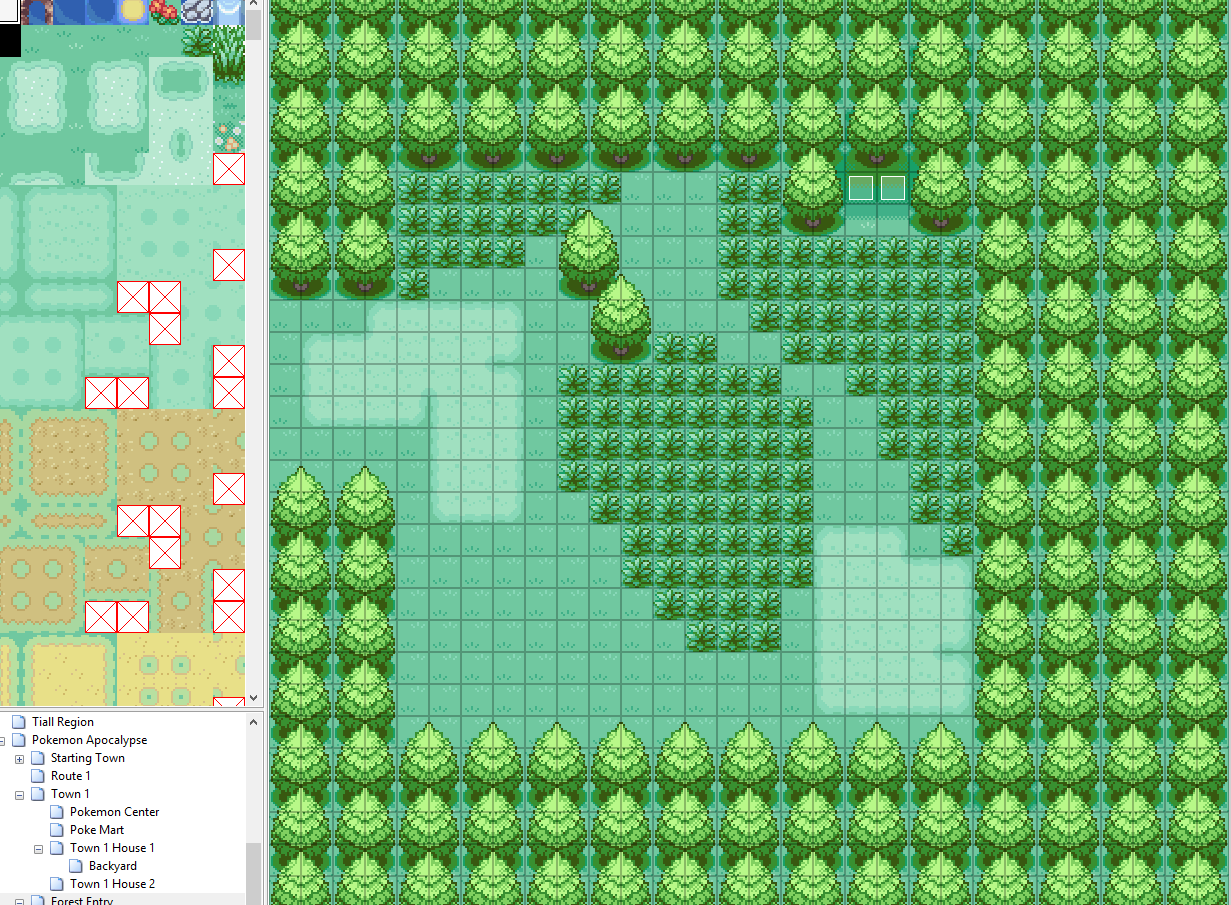 Tiall Region
Pokemon Apocalypse
Starting Town
Route 1
Town 1
Pokemon Center
Poke Mart
Town 1 House 1
Backyard
Town 1 House 2
Forest Entry